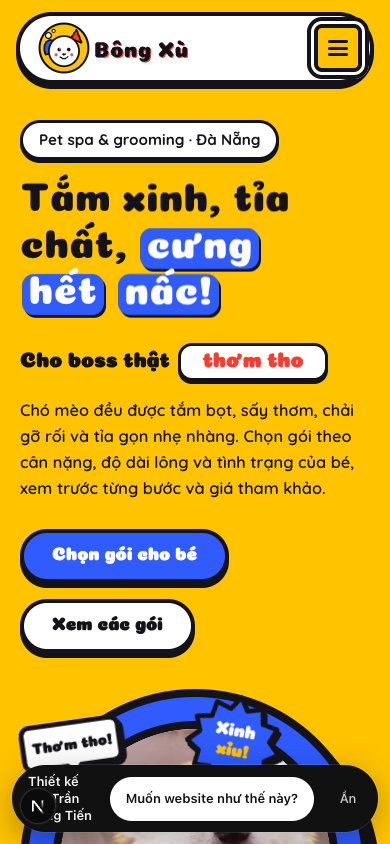 Bông Xù
Pet spa & grooming · Đà Nẵng
Tắm xinh, tỉa
chất, cưng
hết nấc!
Cho boss thật thơm tho
Chó mèo đều được tắm bọt, sấy thơm, chải
gỡ rối và tỉa gọn nhẹ nhàng. Chọn gói theo
cân nặng, độ dài lông và tình trạng của bé,
xem trước từng bước và giá tham khảo.
Chọn gói cho bé
Xem các gói
Thơm tho!
Xinh
xỉu!
Thiết kế
Trần
Tiến
Muốn website như thế này?
Ẩn
N